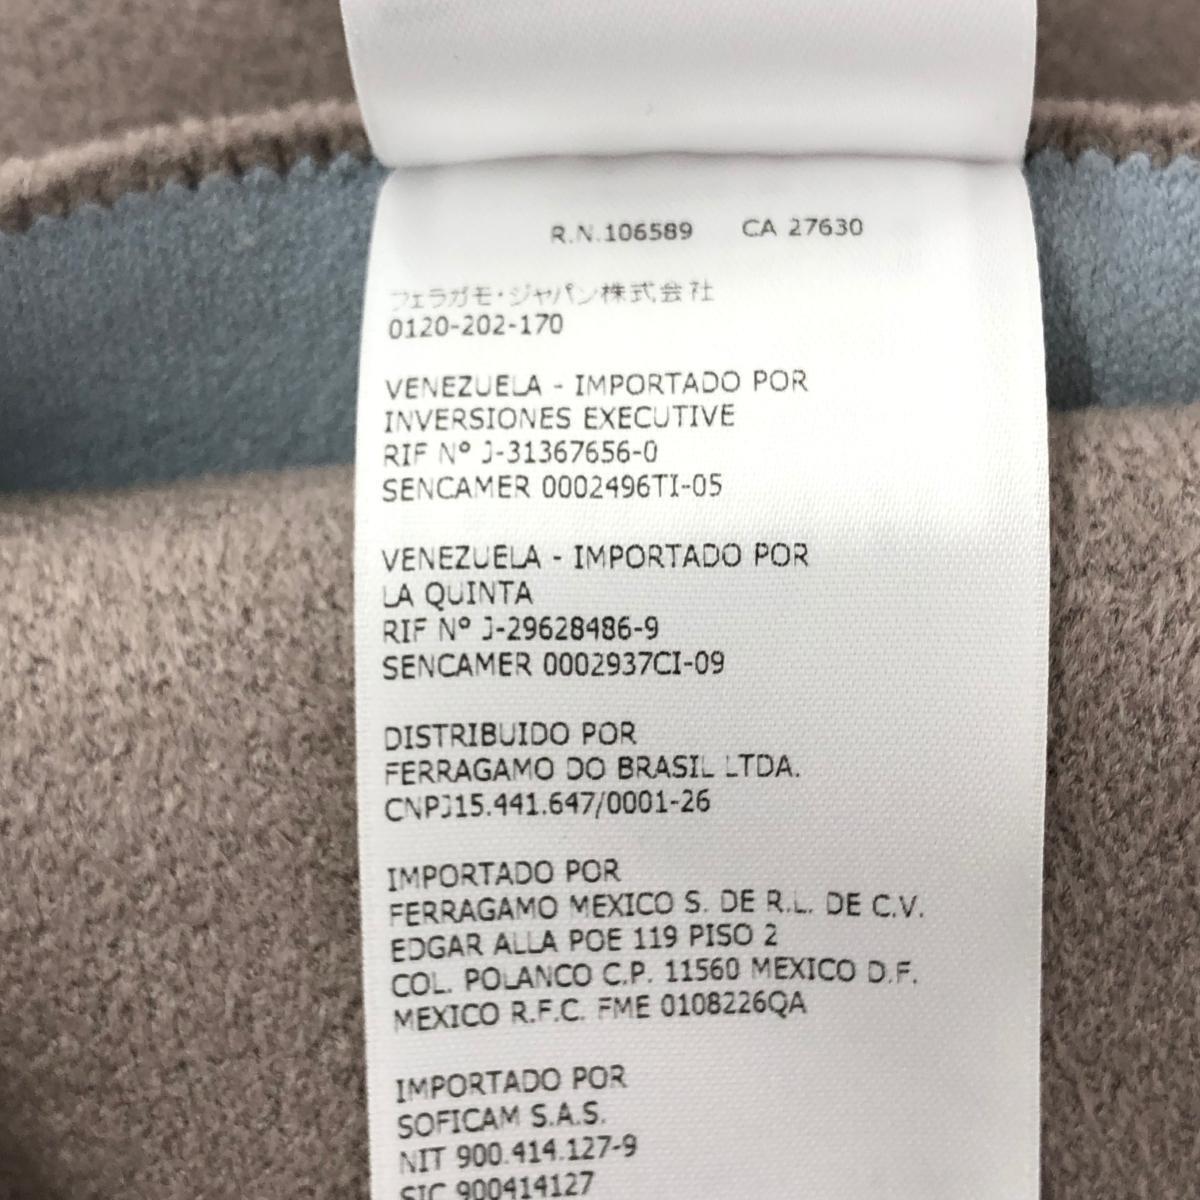 R.N.106589 CA 27630
フェラガモ・ジャパン株式会社
0120-202-170
VENEZUELA - IMPORTADO POR
INVERSIONES EXECUTIVE
RIF Nº J-31367656-0
SENCAMER 0002496TI-05
VENEZUELA - IMPORTADO POR
LA QUINTA
RIF Nº J-29628486-9
SENCAMER 0002937CI-09
DISTRIBUIDO POR
FERRAGAMO DO BRASIL LTDA.
CNPJ15.441.647/0001-26
IMPORTADO POR
FERRAGAMO MEXICO S. DE R.L. DE C.V.
EDGAR ALLA POE 119 PISO 2
COL. POLANCO C.P. 11560 MEXICO D.F.
MEXICO R.F.C. FME 0108226QA
IMPORTADO POR
SOFICAM S.A.S.
NIT 900.414.127-9
SIC 900414127